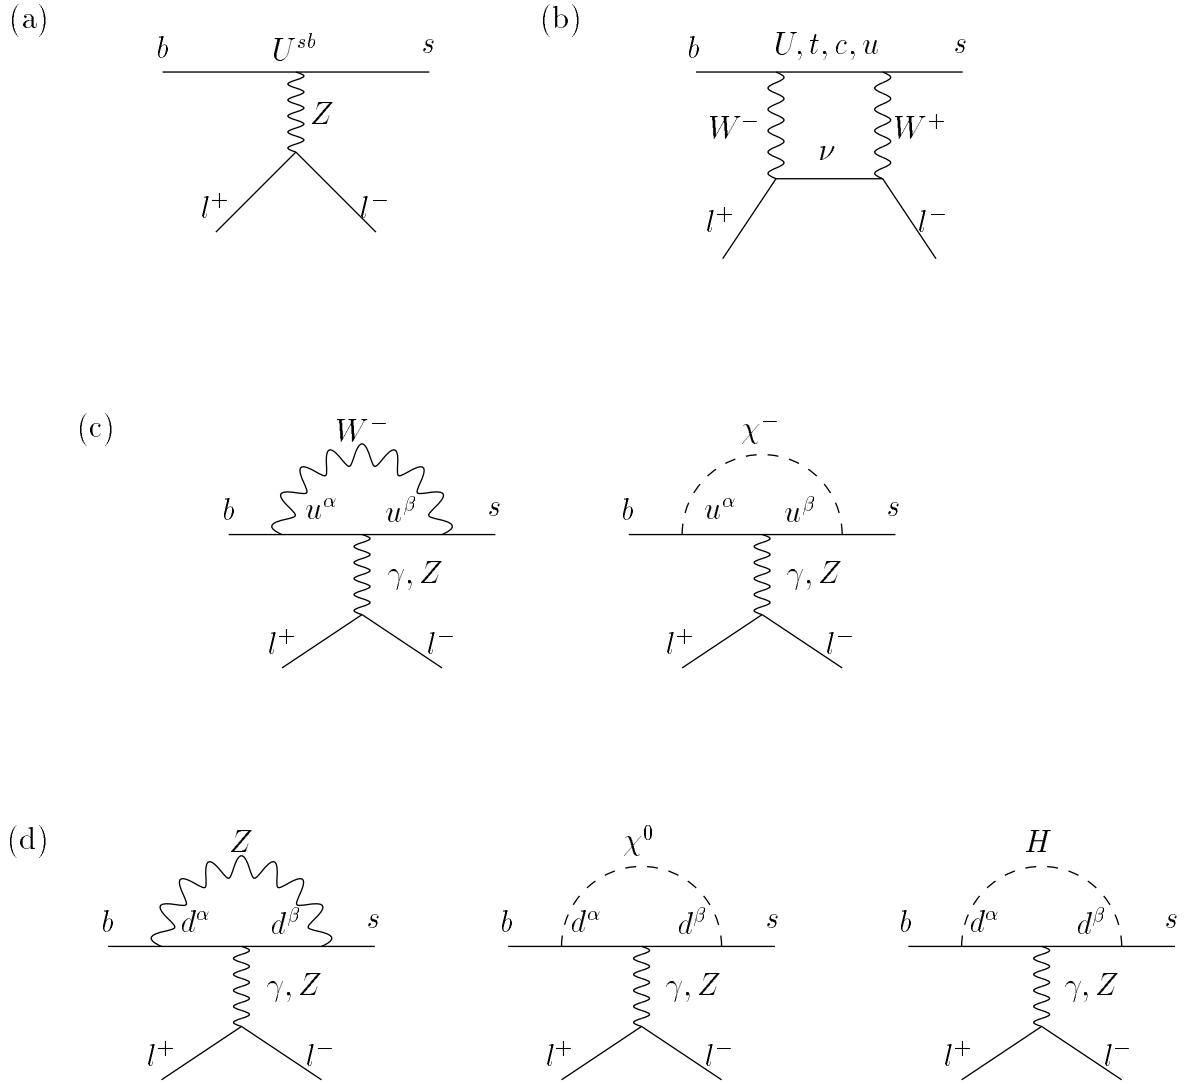 (a)
b U^{sb} s
Z
l^+ l^-
(b)
b U, t, c, u s
W^- W^+
ν
l^+ l^-
(c)
W^-
b u^α u^β s
γ, Z
l^+ l^-
χ^-
b u^α u^β s
γ, Z
l^+ l^-
(d)
Z
b d^α d^β s
γ, Z
l^+ l^-
χ^0
b d^α d^β s
γ, Z
l^+ l^-
H
b d^α d^β s
γ, Z
l^+ l^-